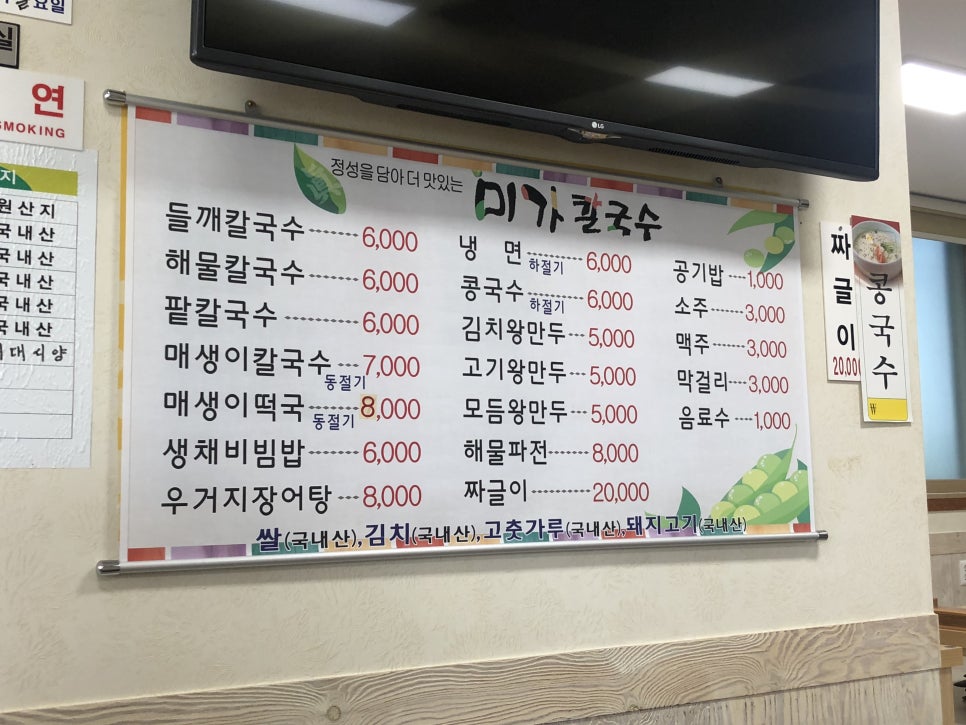 요일
실
연
SMOKING
지
원산지
국내산
국내산
국내산
국내산
국내산
LG
정성을 담아 더 맛있는
미가칼국수
들깨칼국수 6,000
해물칼국수 6,000
팥칼국수 6,000
매생이칼국수 7,000
동절기
매생이떡국 8,000
동절기
생채비빔밥 6,000
우거지장어탕 8,000
냉 면 6,000
하절기
콩국수 6,000
하절기
김치왕만두 5,000
고기왕만두 5,000
모듬왕만두 5,000
해물파전 8,000
짜글이 20,000
공기밥 1,000
소주 3,000
맥주 3,000
막걸리 3,000
음료수 1,000
쌀(국내산),김치(국내산),고춧가루(국내산),돼지고기(국내산)
짜글이
20,000
콩국수
₩